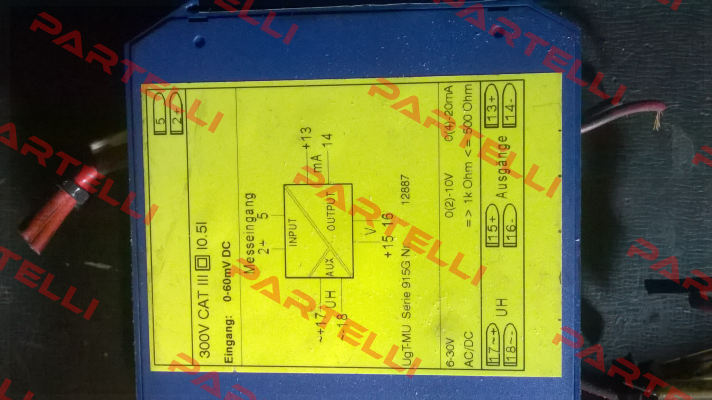 300V CAT III I0.5I
Eingang: 0-60mV DC
5
2+
Messeingang
2+ 5
INPUT
AUX
OUTPUT
~+17
UH
~18
mA
+13
14
V
+15 16
UgT-MU Serie 915G Nr
12887
6-30V
AC/DC
0(2)-10V 0(4)-20mA
=> 1k Ohm <= 500 Ohm
17~+
18~-
UH
15+
16-
Ausgänge
13+
14-
PARTELLI
PARTELLI
PARTELLI
PARTELLI
PARTELLI
PARTELLI
PARTELLI